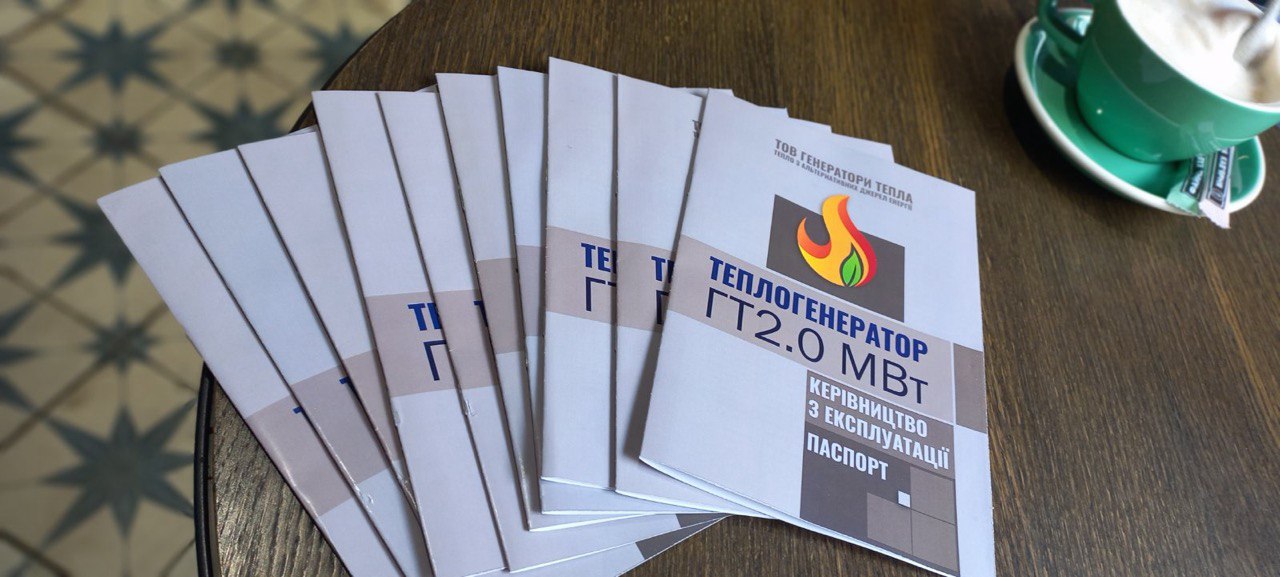 ТОВ ГЕНЕРАТОРИ ТЕПЛА
ТЕПЛО З АЛЬТЕРНАТИВНИХ ДЖЕРЕЛ ЕНЕРГІЇ
ТЕПЛОГЕНЕРАТОР
ГТ2.0 МВт
КЕРІВНИЦТВО
З ЕКСПЛУАТАЦІЇ
ПАСПОРТ